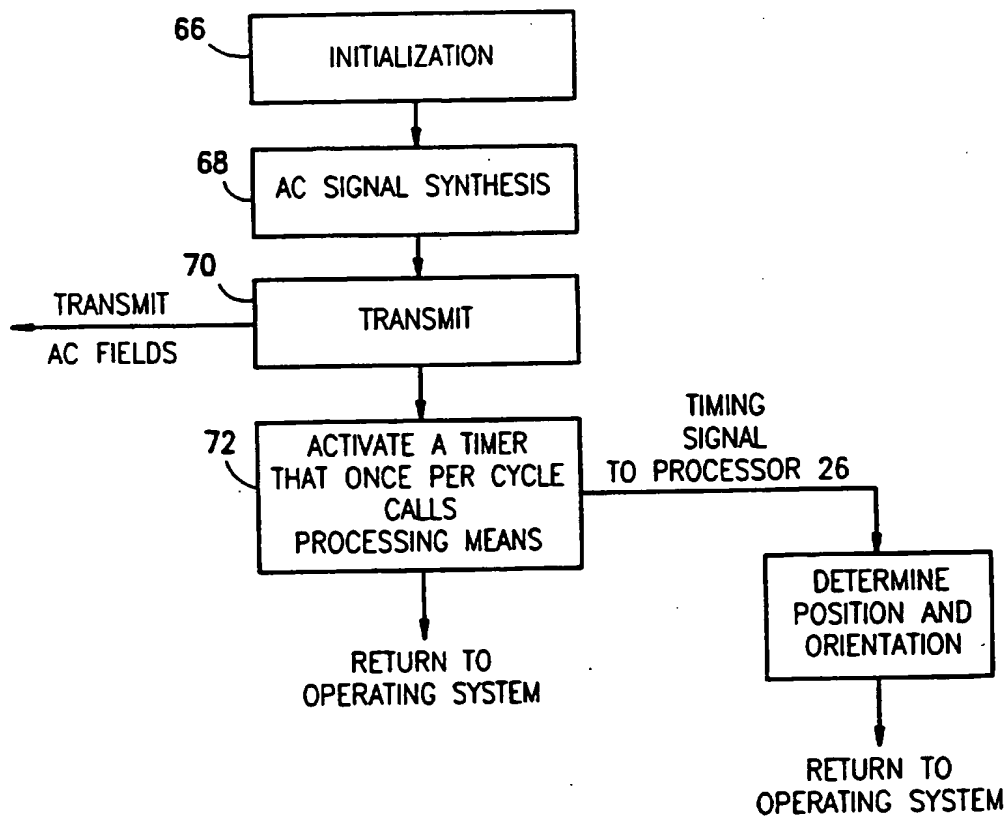 66
INITIALIZATION
68
AC SIGNAL SYNTHESIS
70
TRANSMIT
AC FIELDS
TRANSMIT
72
ACTIVATE A TIMER
THAT ONCE PER CYCLE
CALLS
PROCESSING MEANS
TIMING
SIGNAL
TO PROCESSOR 26
RETURN TO
OPERATING SYSTEM
DETERMINE
POSITION AND
ORIENTATION
RETURN TO
OPERATING SYSTEM